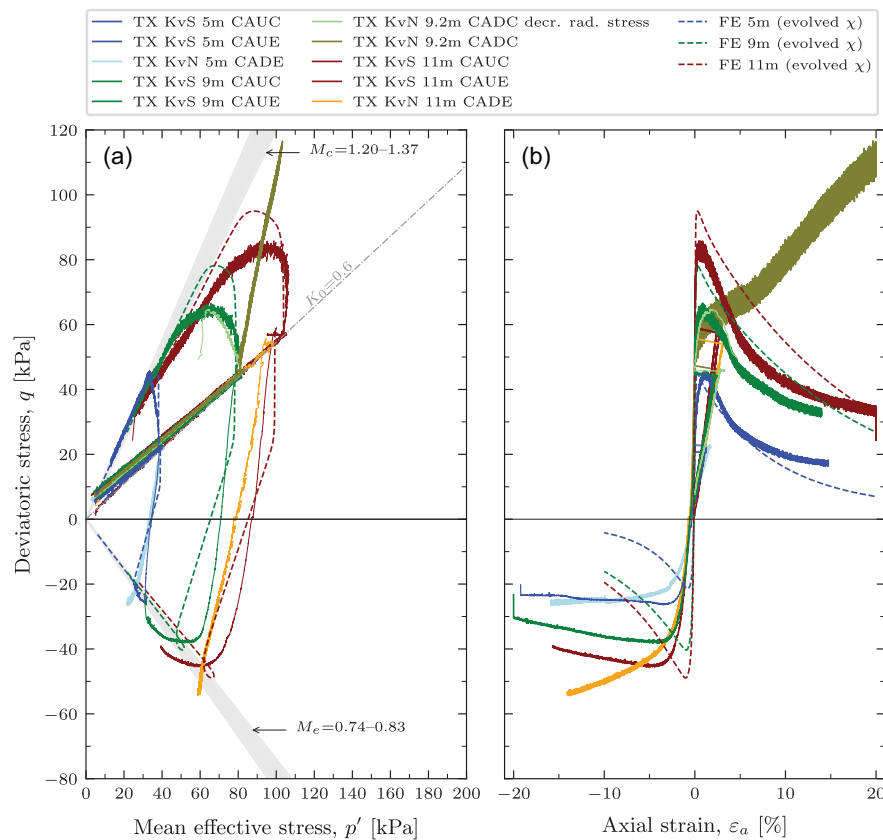 TX KvS 5m CAUC
TX KvS 5m CAUE
TX KvN 5m CADE
TX KvS 9m CAUC
TX KvS 9m CAUE
TX KvN 9.2m CADC decr. rad. stress
TX KvN 9.2m CADC
TX KvS 11m CAUC
TX KvS 11m CAUE
TX KvN 11m CADE
FE 5m (evolved χ)
FE 9m (evolved χ)
FE 11m (evolved χ)
(a)
M_c=1.20–1.37
K_0=0.6
M_e=0.74–0.83
120
100
80
60
40
20
0
−20
−40
−60
−80
Deviatoric stress, q [kPa]
0 20 40 60 80 100 120 140 160 180 200
Mean effective stress, p′ [kPa]
(b)
−20 −10 0 10 20
Axial strain, ε_a [%]